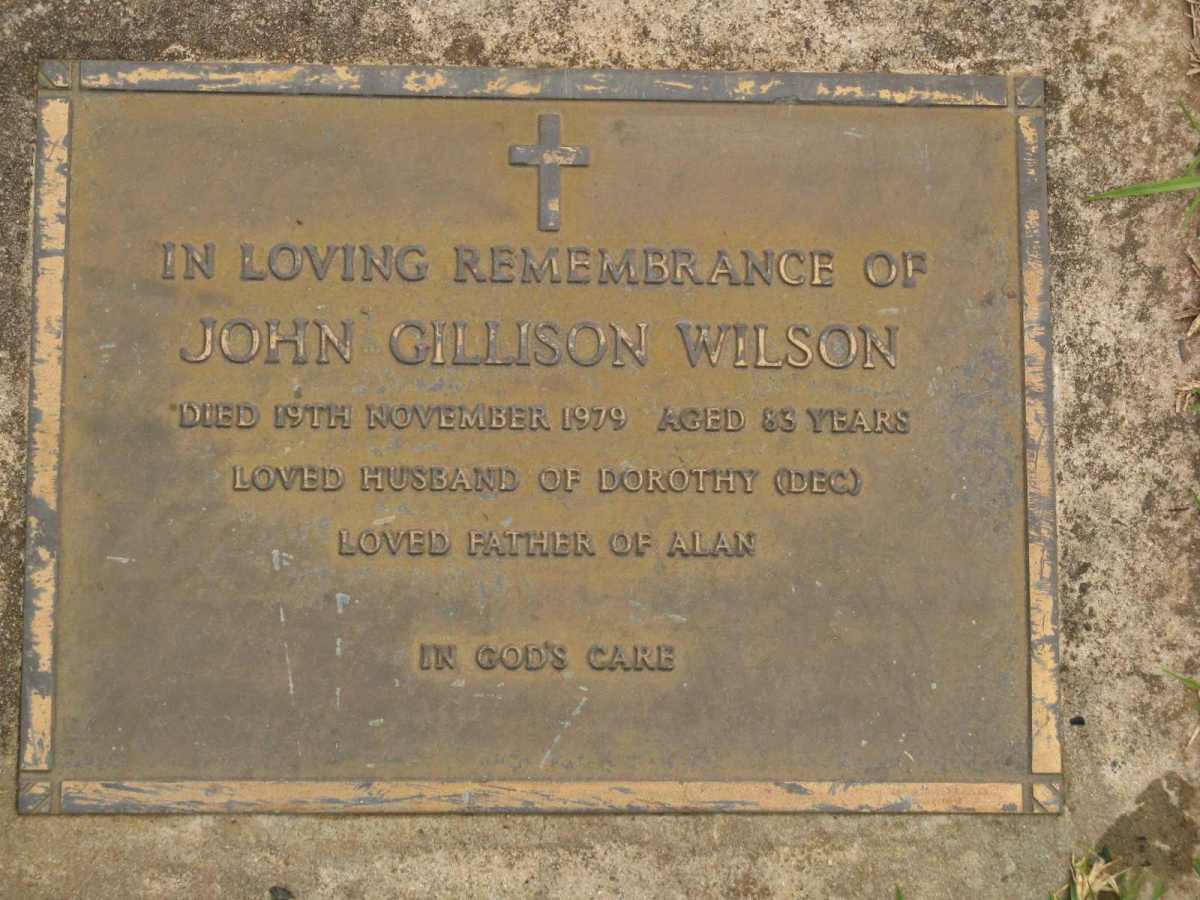 IN LOVING REMEMBRANCE OF
JOHN GILLISON WILSON
DIED 19TH NOVEMBER 1979 AGED 83 YEARS
LOVED HUSBAND OF DOROTHY (DEC)
LOVED FATHER OF ALAN
IN GOD'S CARE